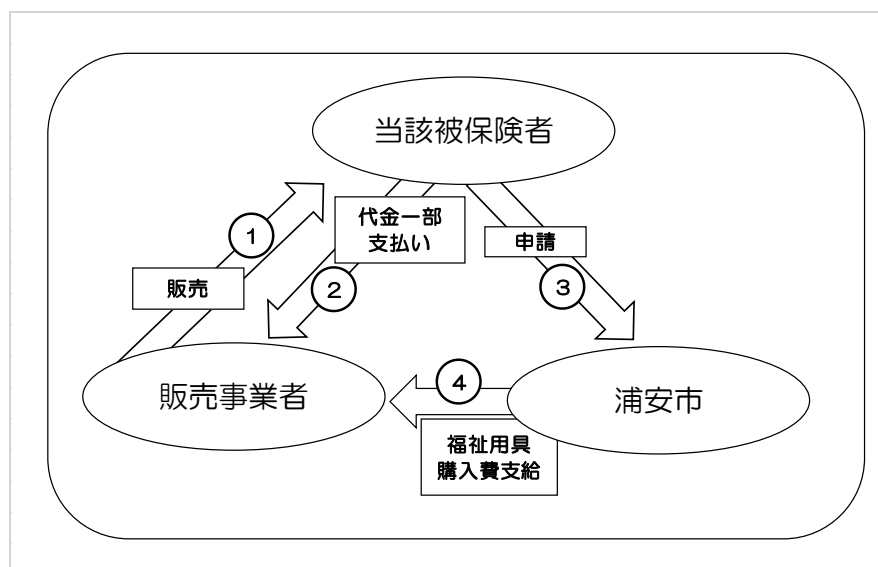 当該被保険者
代金一部
支払い
申請
1
販売
2
3
販売事業者
4
浦安市
福祉用具
購入費支給